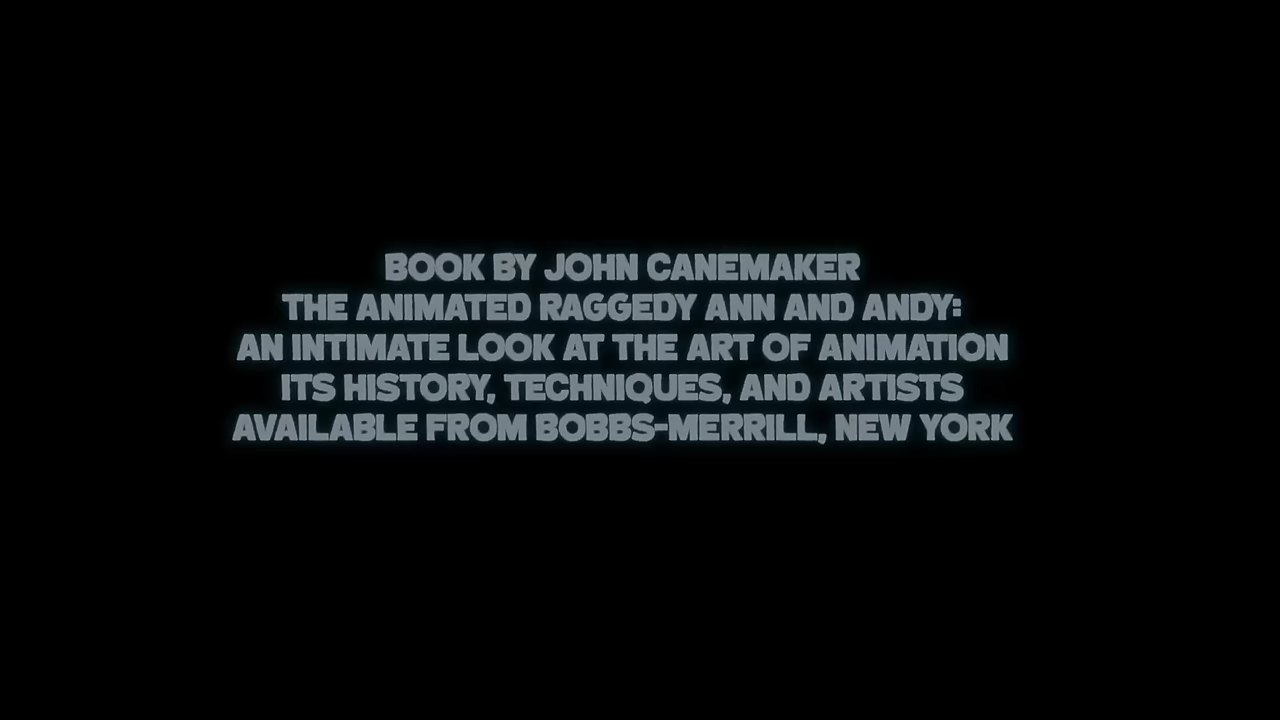 BOOK BY JOHN CANEMAKER
THE ANIMATED RAGGEDY ANN AND ANDY:
AN INTIMATE LOOK AT THE ART OF ANIMATION
ITS HISTORY, TECHNIQUES, AND ARTISTS
AVAILABLE FROM BOBBS-MERRILL, NEW YORK